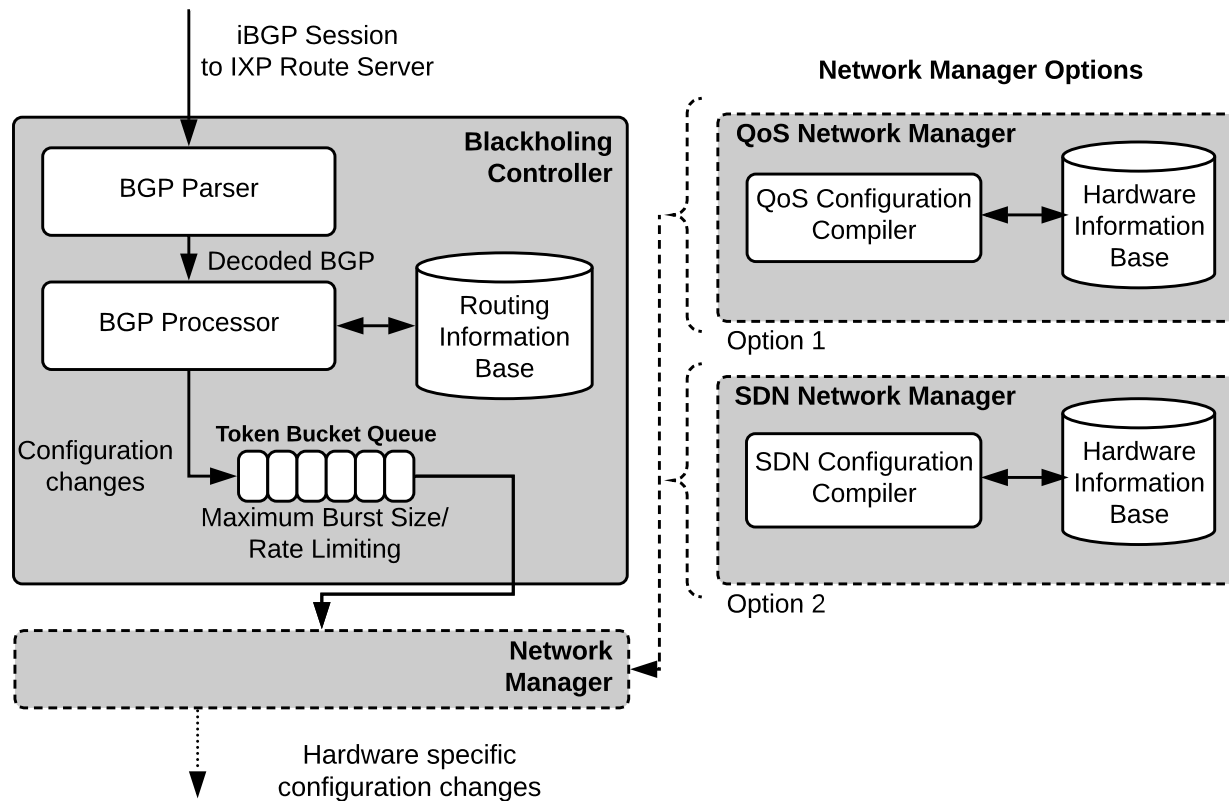 iBGP Session
to IXP Route Server
Blackholing
Controller
BGP Parser
Decoded BGP
BGP Processor
Routing
Information
Base
Configuration
changes
Token Bucket Queue
Maximum Burst Size/
Rate Limiting
Network
Manager
Hardware specific
configuration changes
Network Manager Options
QoS Network Manager
QoS Configuration
Compiler
Hardware
Information
Base
Option 1
SDN Network Manager
SDN Configuration
Compiler
Hardware
Information
Base
Option 2